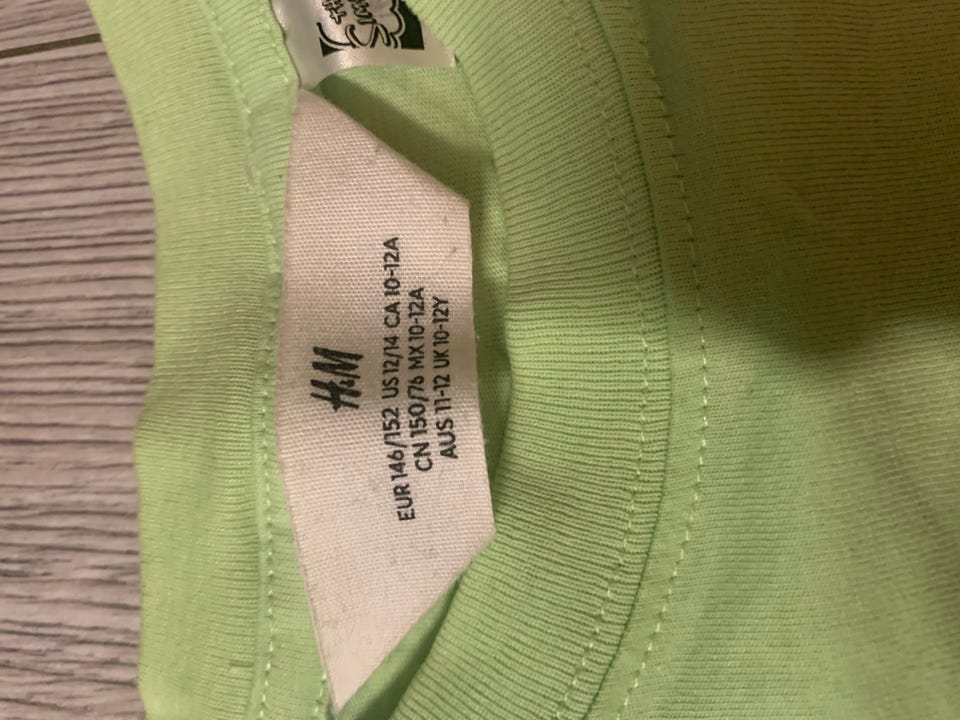 H&M
EUR 146/152 US 12/14 CA 10-12A
CN 150/76 MX 10-12A
AUS 11-12 UK 10-12Y